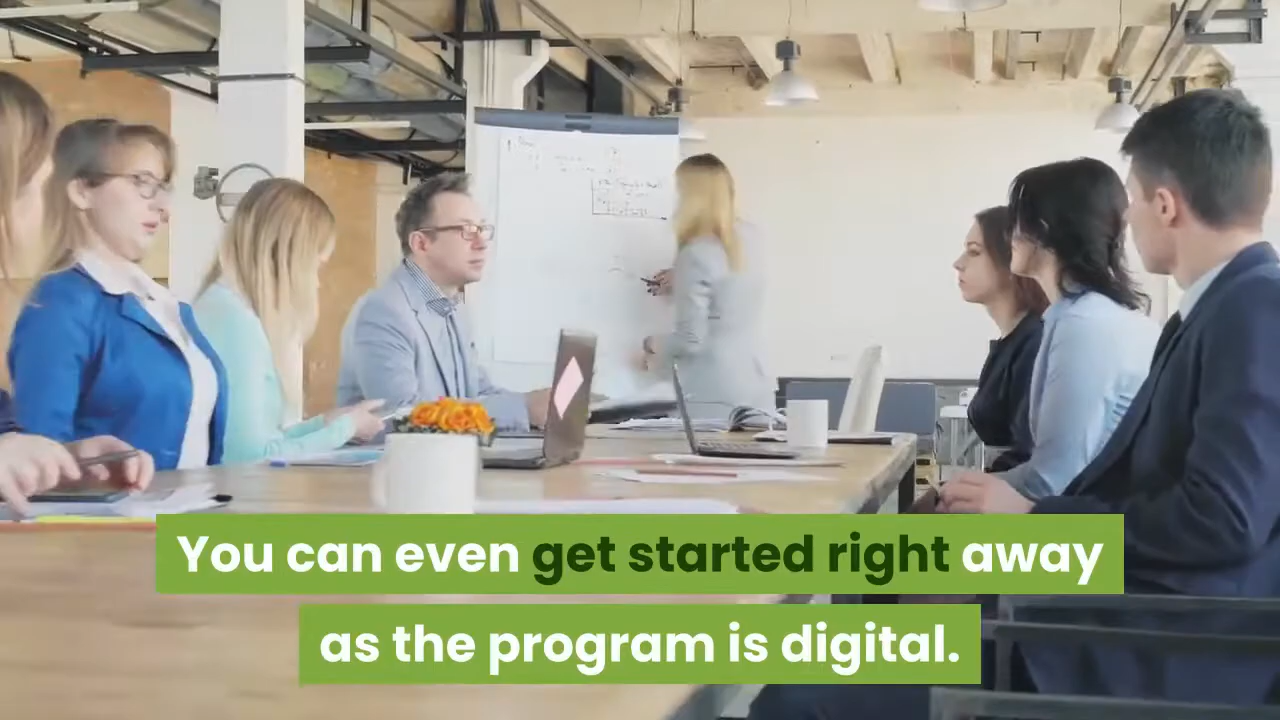 You can even get started right away
as the program is digital.